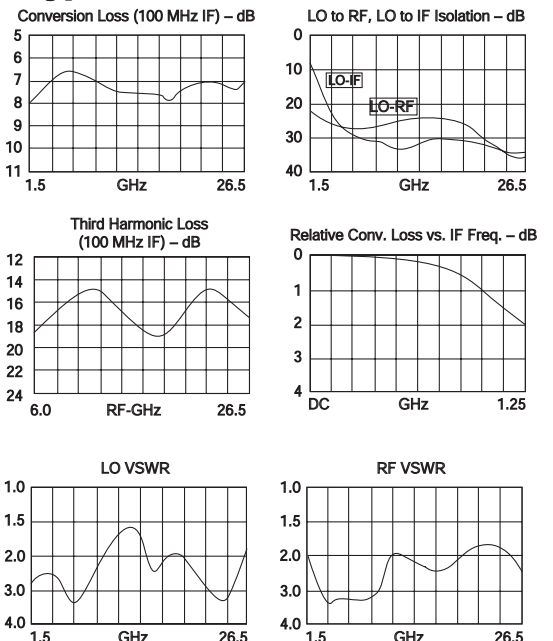 Conversion Loss (100 MHz IF) – dB
5
6
7
8
9
10
11
1.5 GHz 26.5
LO to RF, LO to IF Isolation – dB
0
10
20
30
40
LO-IF
LO-RF
1.5 GHz 26.5
Third Harmonic Loss
(100 MHz IF) – dB
12
14
16
18
20
22
24
6.0 RF-GHz 26.5
Relative Conv. Loss vs. IF Freq. – dB
0
1
2
3
4
DC GHz 1.25
LO VSWR
1.0
1.5
2.0
3.0
4.0
1.5 GHz 26.5
RF VSWR
1.0
1.5
2.0
3.0
4.0
1.5 GHz 26.5